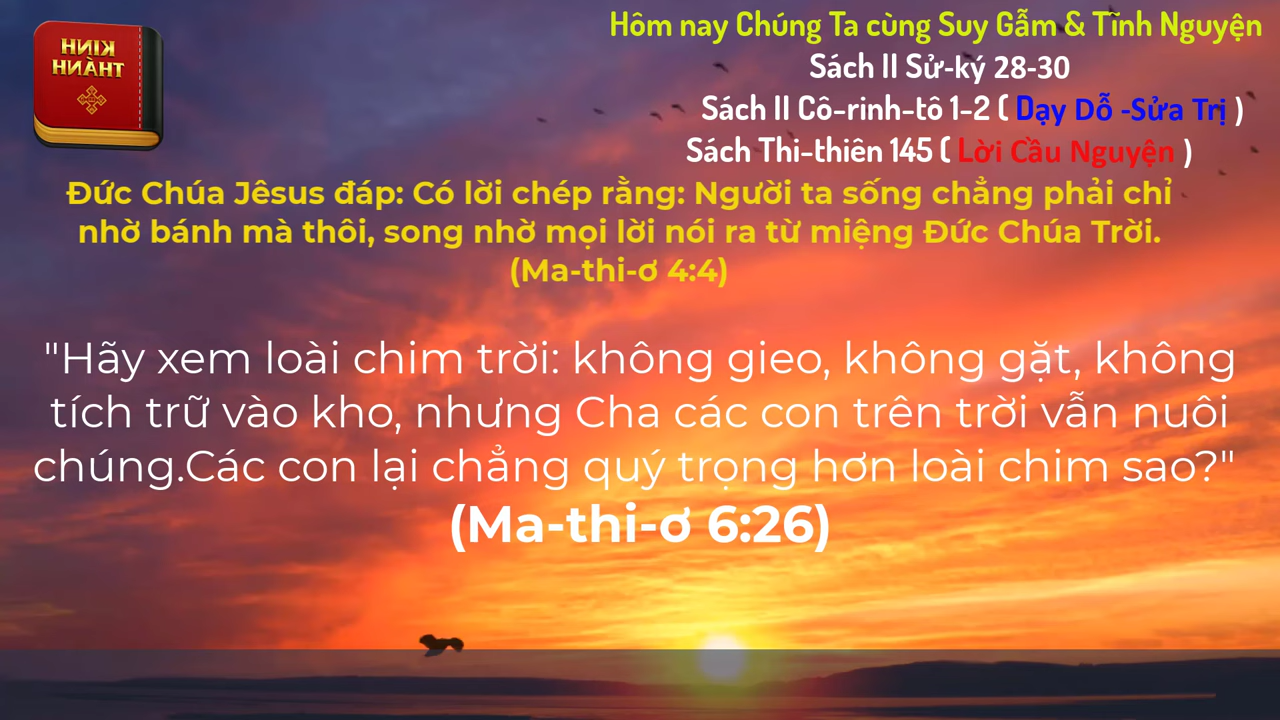 KINH
THÀNH
Hôm nay Chúng Ta cùng Suy Gẫm & Tĩnh Nguyện
Sách II Sử-ký 28-30
Sách II Cô-rinh-tô 1-2 ( Dạy Dỗ -Sửa Trị )
Sách Thi-thiên 145 ( Lời Cầu Nguyện )
Đức Chúa Jêsus đáp: Có lời chép rằng: Người ta sống chẳng phải chỉ
nhờ bánh mà thôi, song nhờ mọi lời nói ra từ miệng Đức Chúa Trời.
(Ma-thi-ơ 4:4)
"Hãy xem loài chim trời: không gieo, không gặt, không
tích trữ vào kho, nhưng Cha các con trên trời vẫn nuôi
chúng.Các con lại chẳng quý trọng hơn loài chim sao?"
(Ma-thi-ơ 6:26)